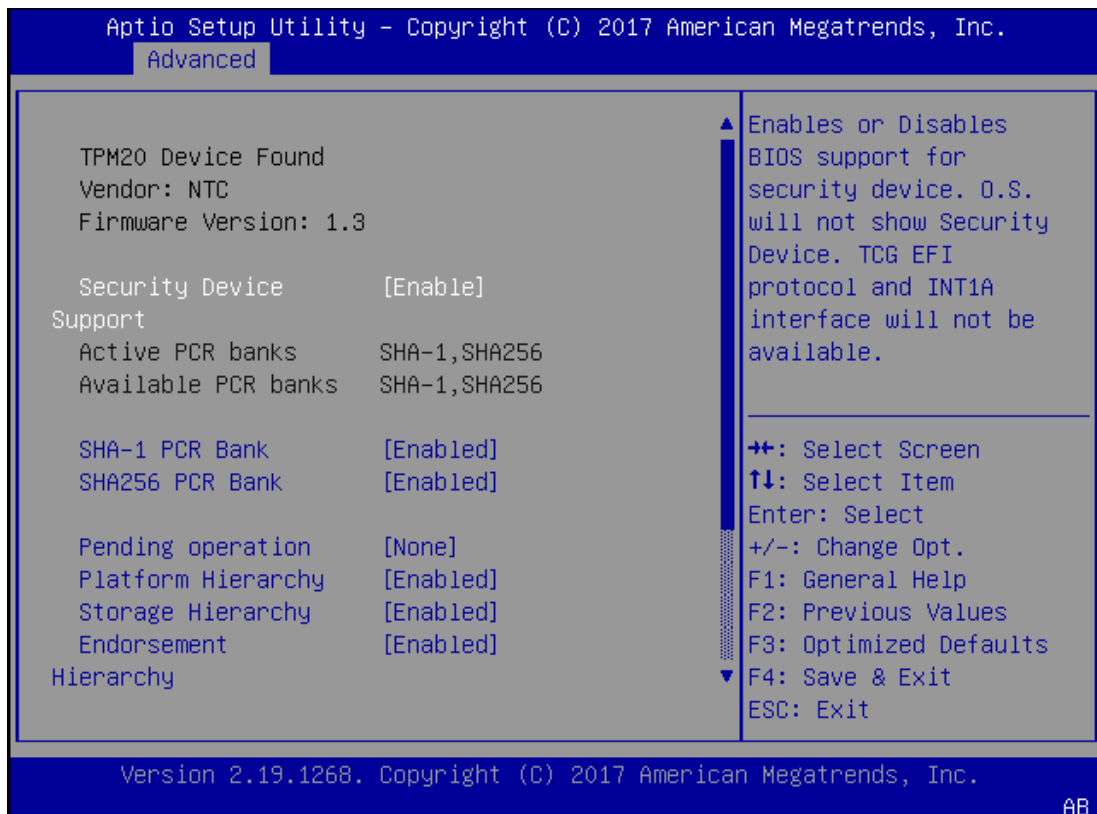 Aptio Setup Utility – Copyright (C) 2017 American Megatrends, Inc.
Advanced
TPM20 Device Found
Vendor: NTC
Firmware Version: 1.3
Security Device [Enable]
Support
Active PCR banks SHA-1,SHA256
Available PCR banks SHA-1,SHA256
SHA-1 PCR Bank [Enabled]
SHA256 PCR Bank [Enabled]
Pending operation [None]
Platform Hierarchy [Enabled]
Storage Hierarchy [Enabled]
Endorsement [Enabled]
Hierarchy
Enables or Disables
BIOS support for
security device. O.S.
will not show Security
Device. TCG EFI
protocol and INT1A
interface will not be
available.
→←: Select Screen
↑↓: Select Item
Enter: Select
+/-: Change Opt.
F1: General Help
F2: Previous Values
F3: Optimized Defaults
F4: Save & Exit
ESC: Exit
Version 2.19.1268. Copyright (C) 2017 American Megatrends, Inc.
AB